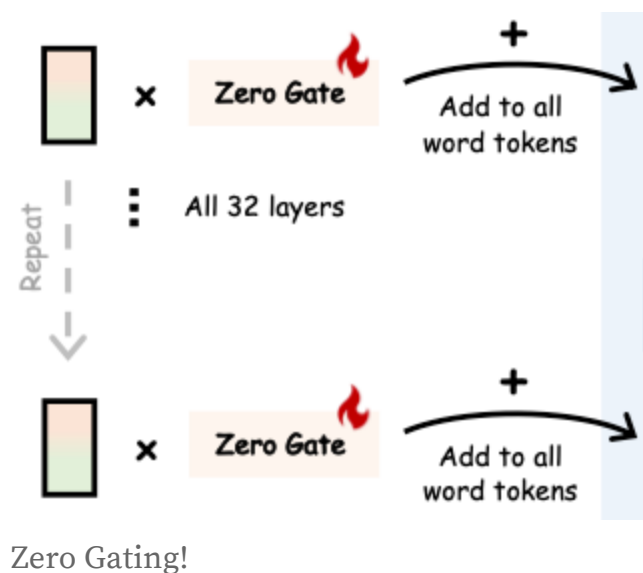 +
× Zero Gate
Add to all
word tokens
Repeat
⋮ All 32 layers
+
× Zero Gate
Add to all
word tokens
Zero Gating!